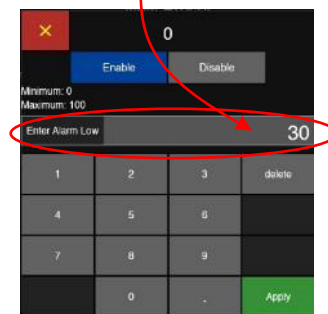 × 0
Enable Disable
Minimum: 0
Maximum: 100
Enter Alarm Low 30
1 2 3 delete
4 5 6
7 8 9
0 . Apply